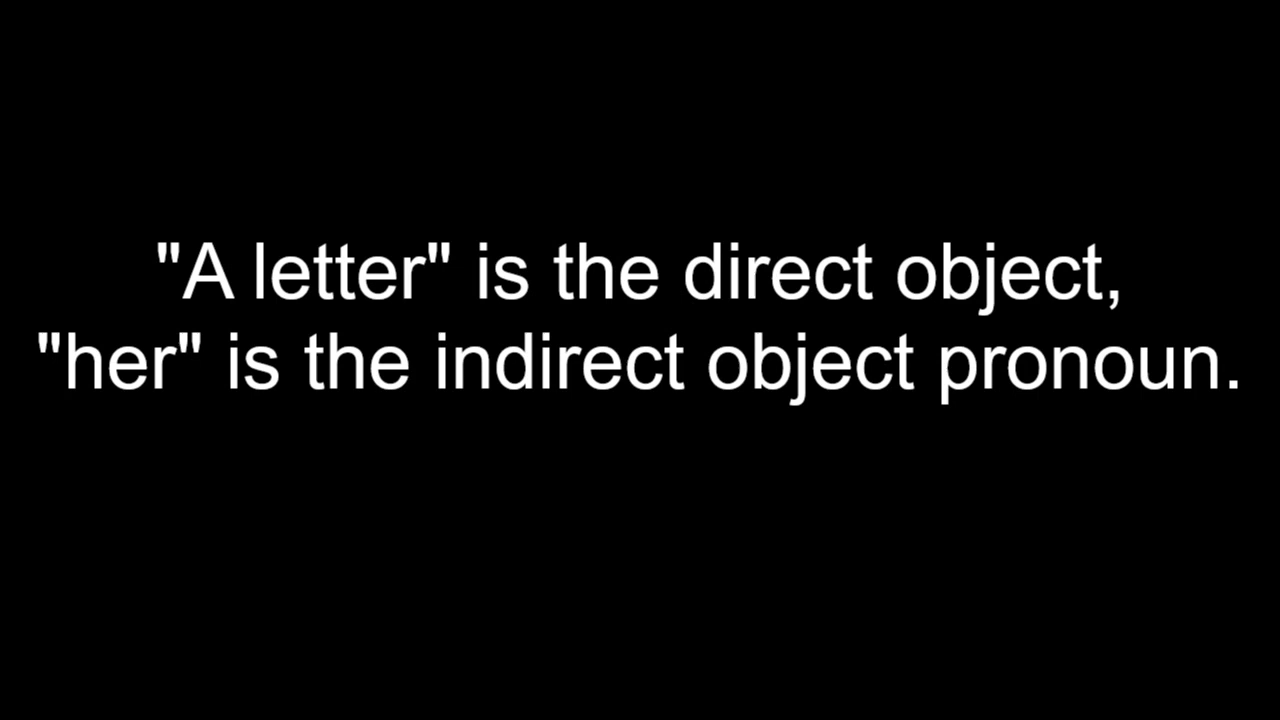 "A letter" is the direct object,
"her" is the indirect object pronoun.